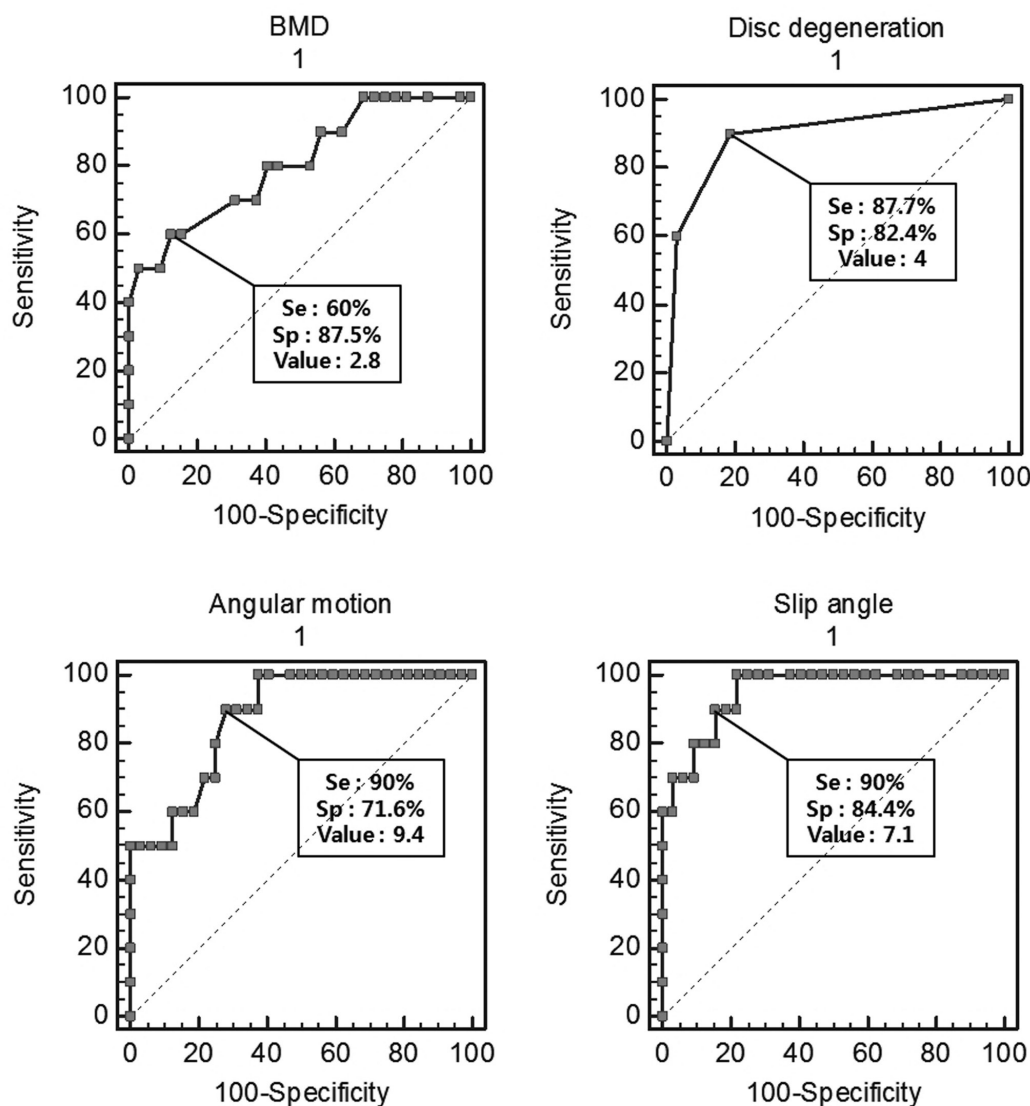 BMD
1
100
80
60
40
20
0
Sensitivity
Se : 60%
Sp : 87.5%
Value : 2.8
0 20 40 60 80 100
100-Specificity
Disc degeneration
1
100
80
60
40
20
0
Sensitivity
Se : 87.7%
Sp : 82.4%
Value : 4
0 20 40 60 80 100
100-Specificity
Angular motion
1
100
80
60
40
20
0
Sensitivity
Se : 90%
Sp : 71.6%
Value : 9.4
0 20 40 60 80 100
100-Specificity
Slip angle
1
100
80
60
40
20
0
Sensitivity
Se : 90%
Sp : 84.4%
Value : 7.1
0 20 40 60 80 100
100-Specificity